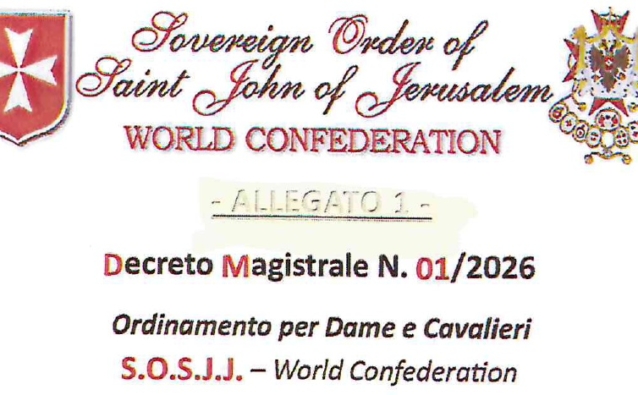 Sovereign Order of
Saint John of Jerusalem
WORLD CONFEDERATION
- ALLEGATO 1 -
Decreto Magistrale N. 01/2026
Ordinamento per Dame e Cavalieri
S.O.S.J.J. – World Confederation